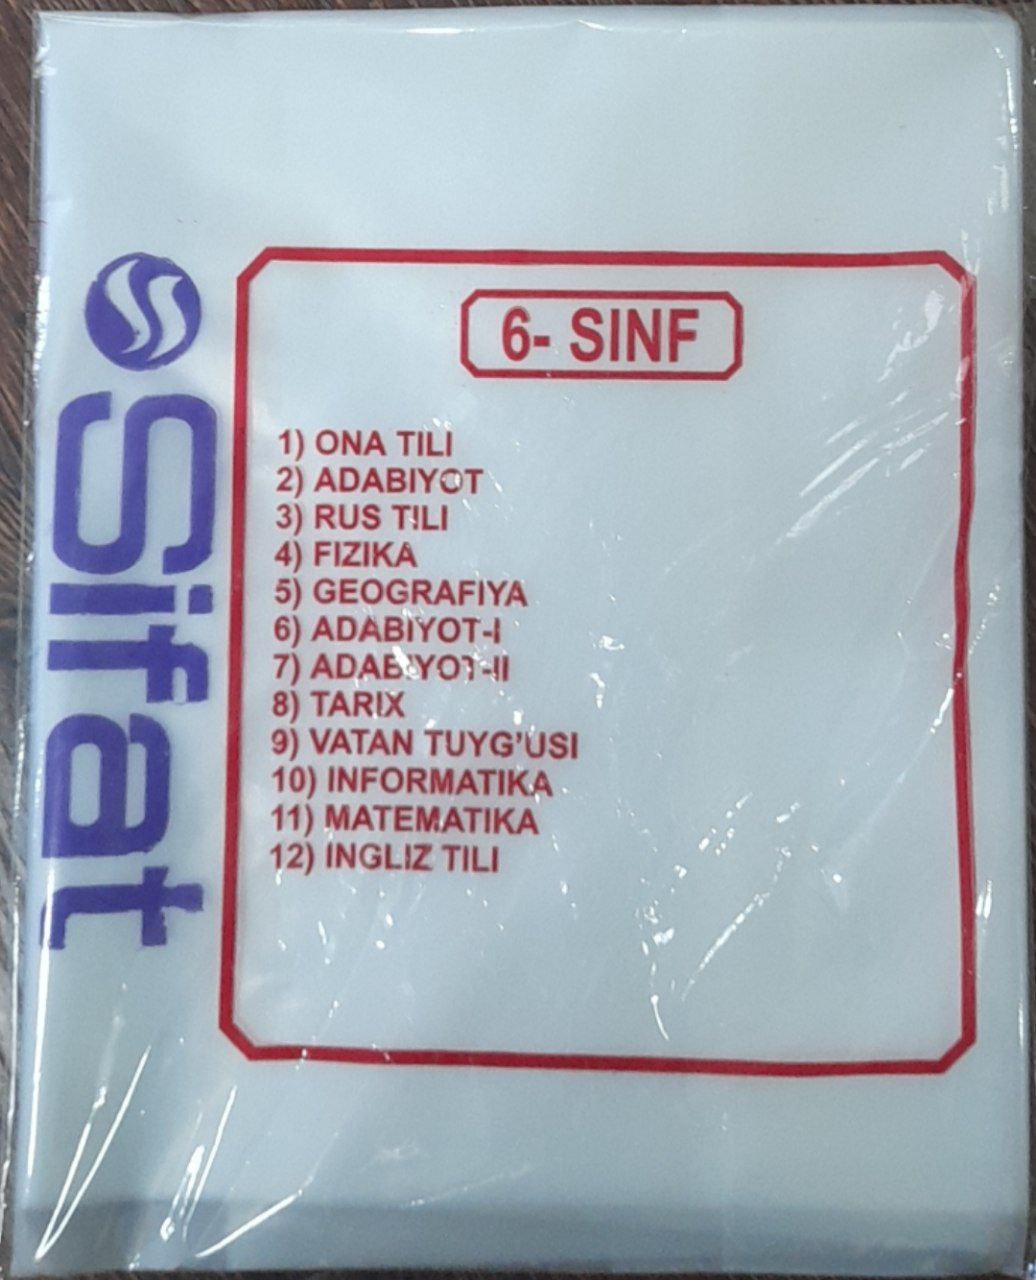 Sifat
6- SINF
1) ONA TILI
2) ADABIYOT
3) RUS TILI
4) FIZIKA
5) GEOGRAFIYA
6) ADABIYOT-I
7) ADABIYOT-II
8) TARIX
9) VATAN TUYG'USI
10) INFORMATIKA
11) MATEMATIKA
12) INGLIZ TILI